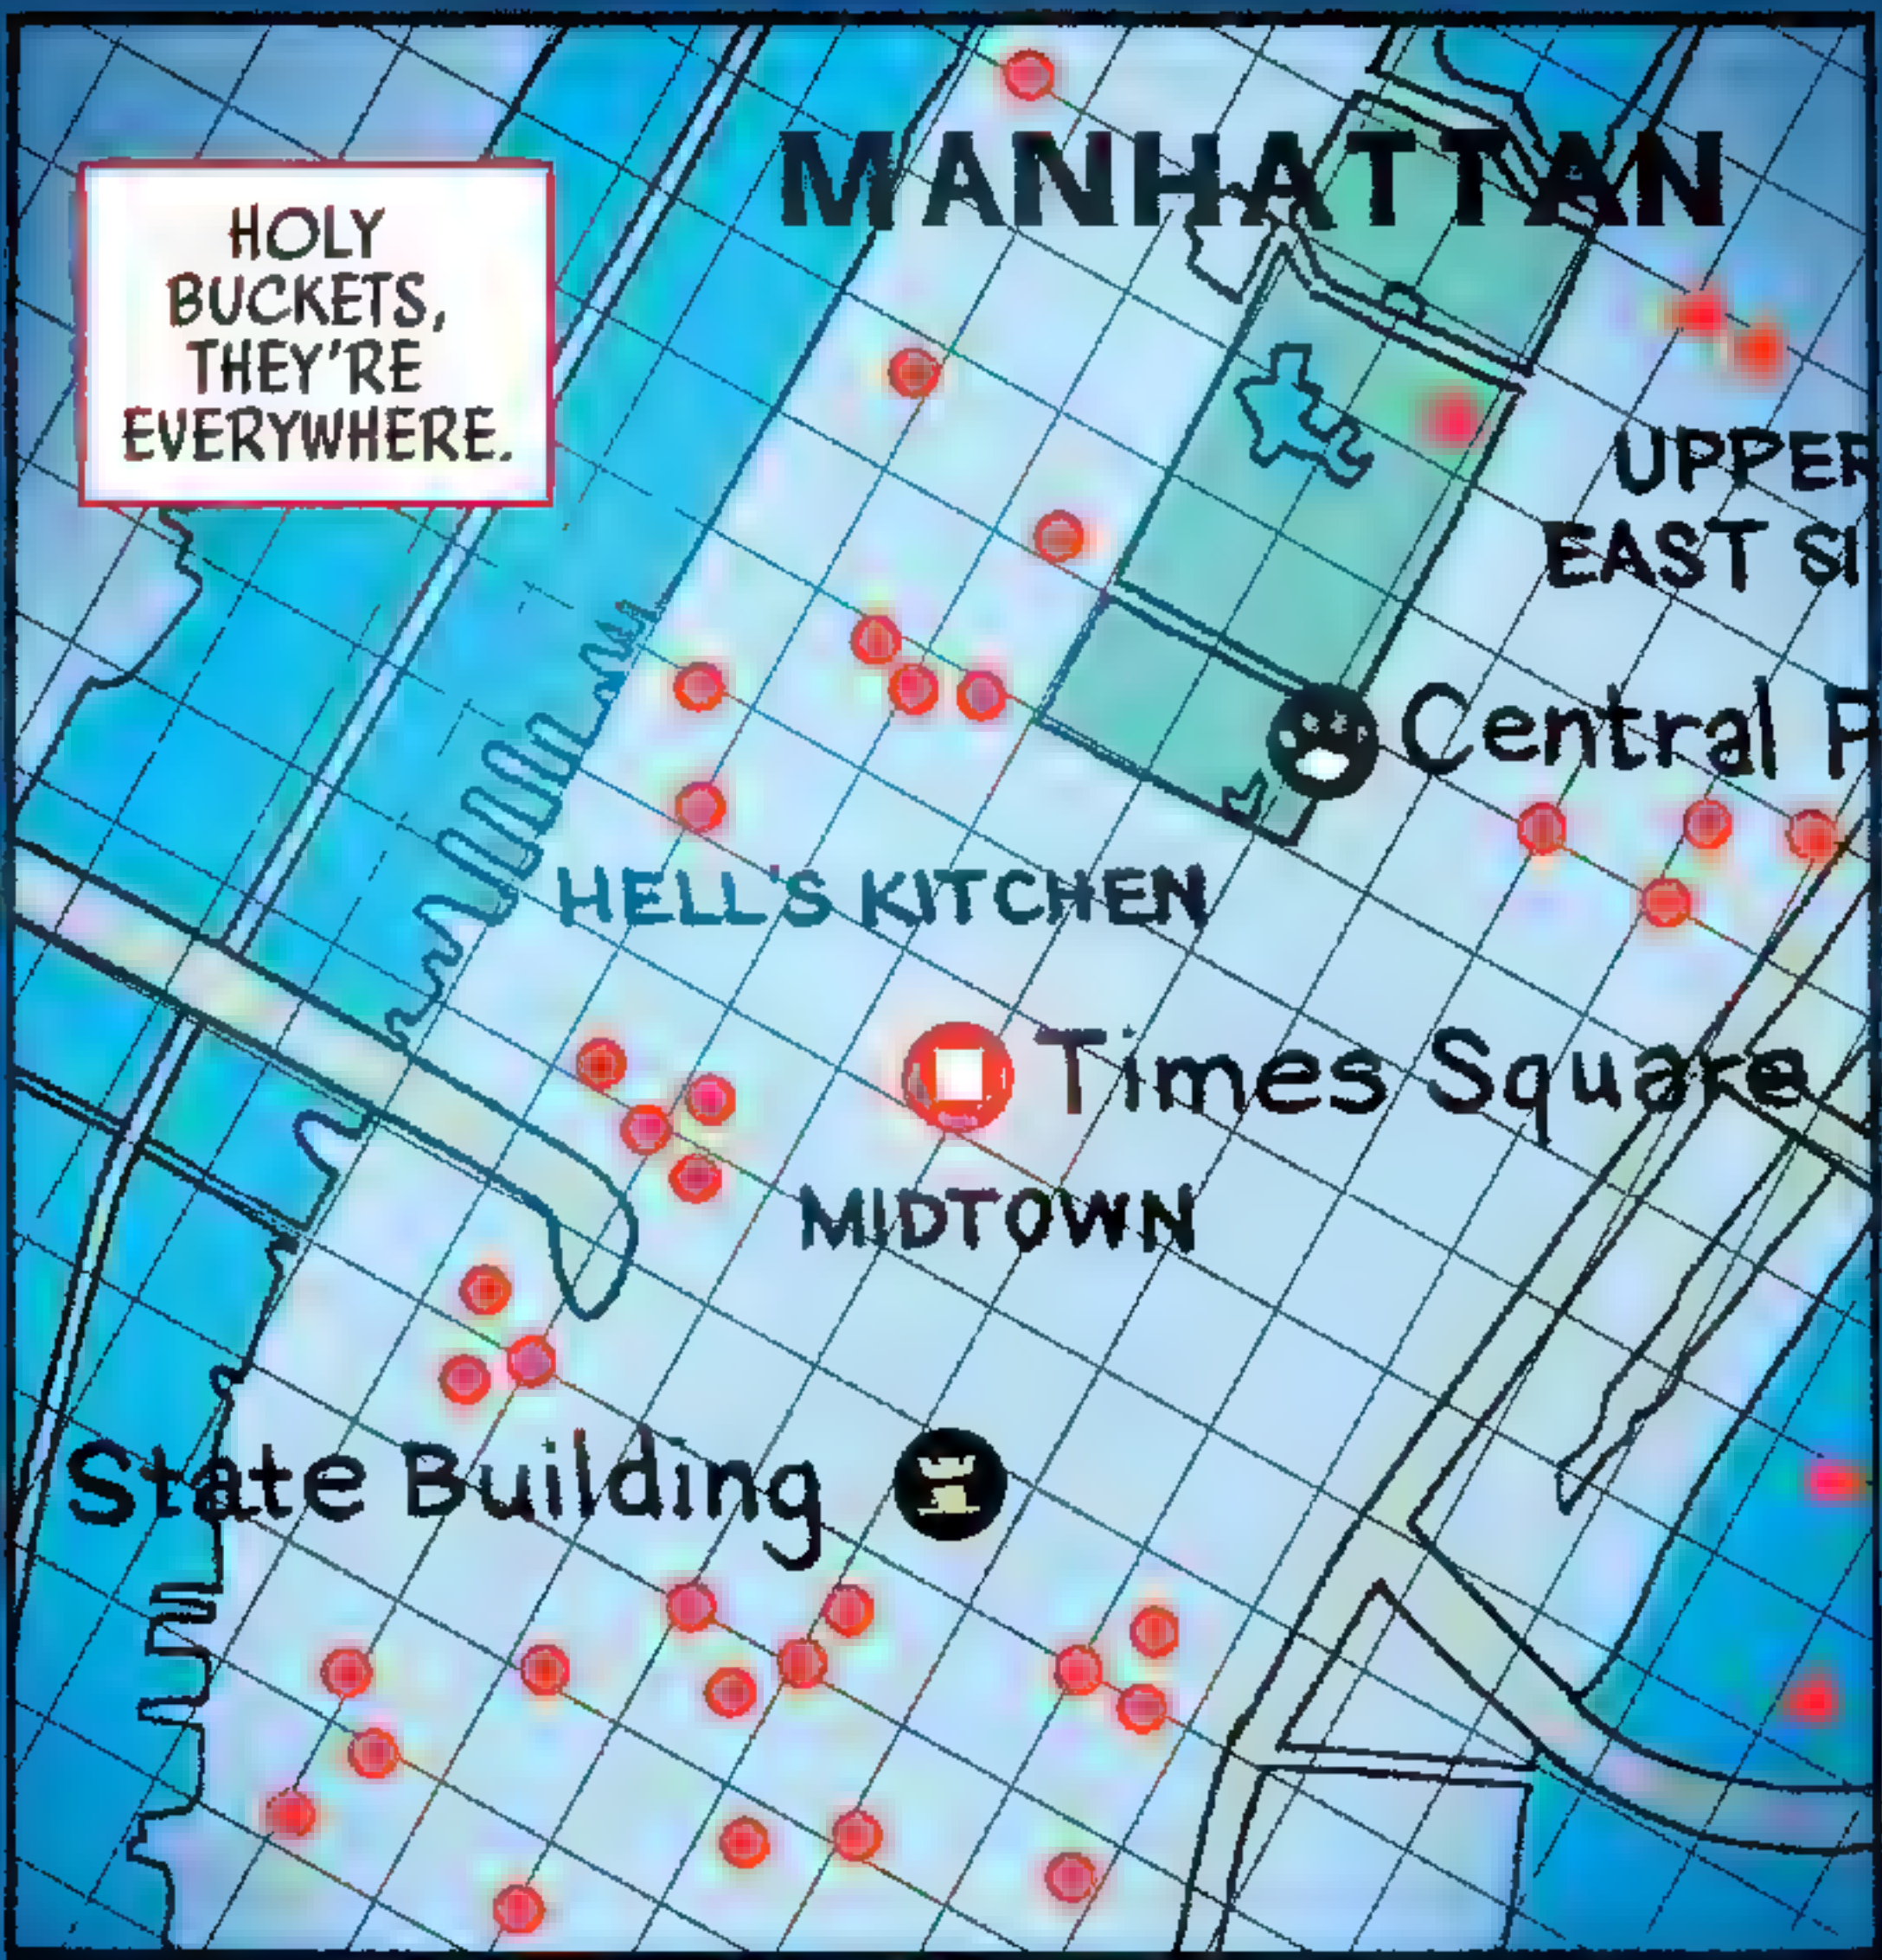 MANHATTAN
HOLY
BUCKETS,
THEY'RE
EVERYWHERE.
UPPER
EAST SI
Central P
HELL'S KITCHEN
Times Square
MIDTOWN
State Building